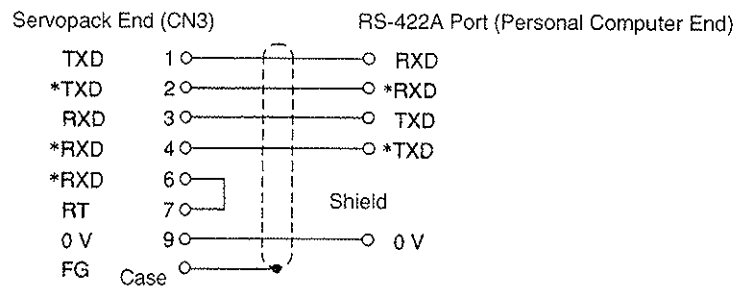 Servopack End (CN3) RS-422A Port (Personal Computer End)
TXD 1 RXD
*TXD 2 *RXD
RXD 3 TXD
*RXD 4 *TXD
*RXD 6
RT 7 Shield
0 V 9 0 V
FG Case